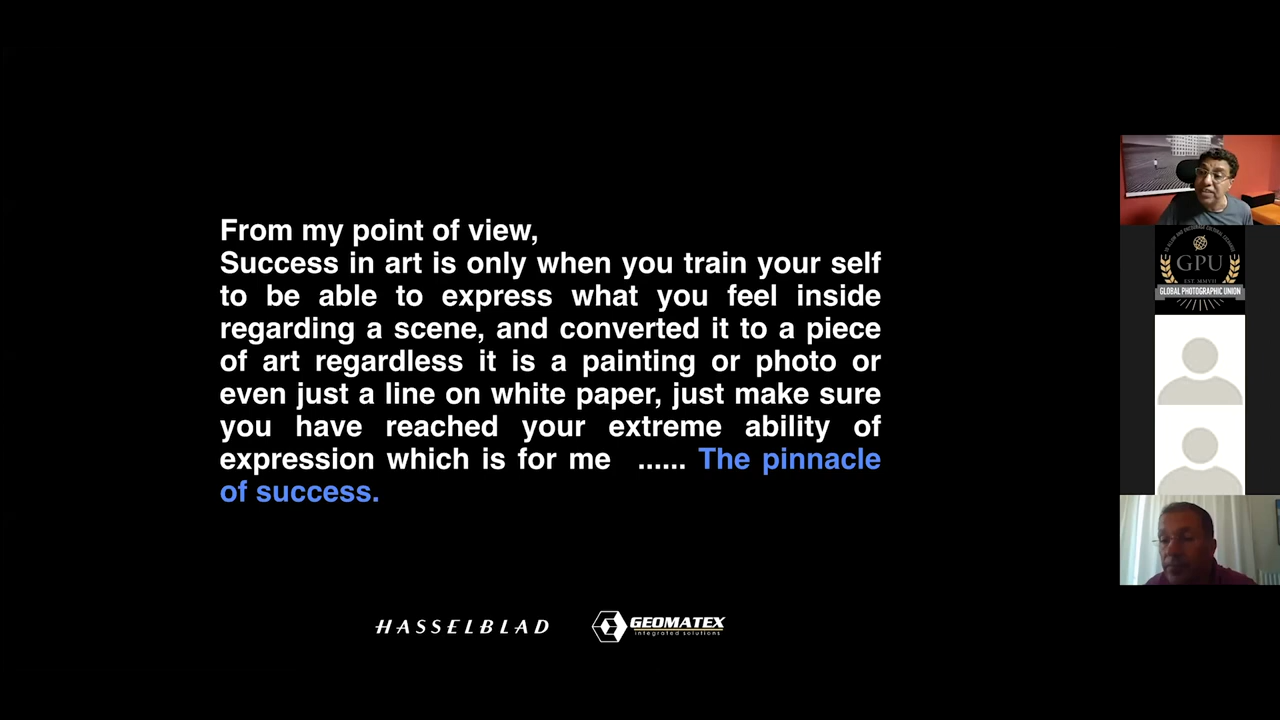 From my point of view,
Success in art is only when you train your self
to be able to express what you feel inside
regarding a scene, and converted it to a piece
of art regardless it is a painting or photo or
even just a line on white paper, just make sure
you have reached your extreme ability of
expression which is for me ...... The pinnacle
of success.
HASSELBLAD
GEOMATEX
integrated solutions
GPU
EST. MMVII
GLOBAL PHOTOGRAPHIC UNION